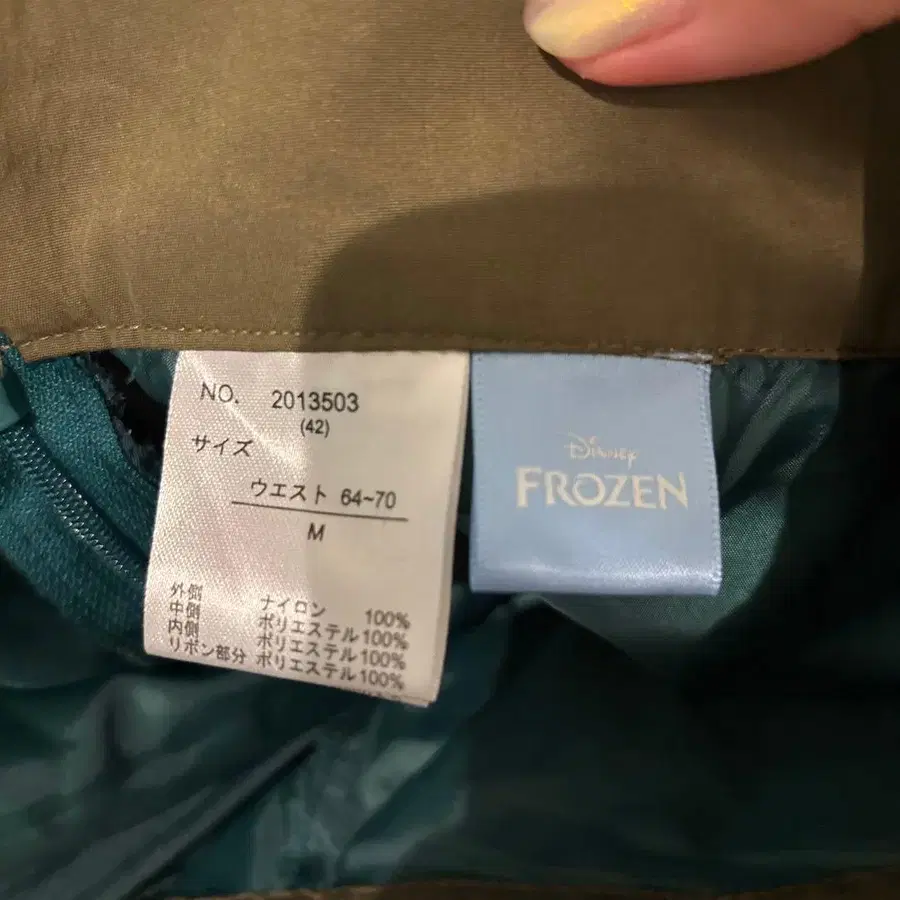 NO. 2013503
(42)
サイズ
ウエスト 64~70
M
外側 ナイロン 100%
中側 ポリエステル100%
内側 ポリエステル100%
リボン部分 ポリエステル100%
Disney
FROZEN